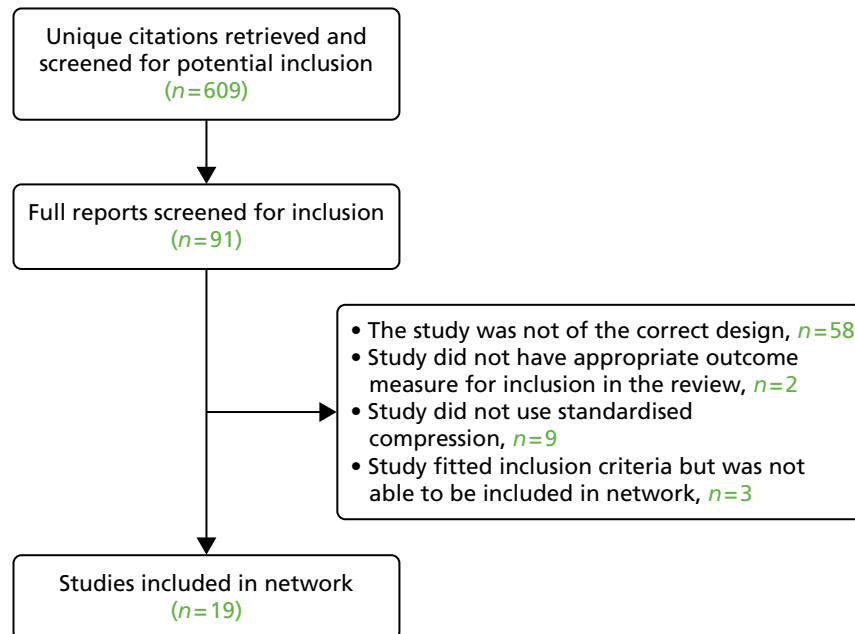 Unique citations retrieved and
screened for potential inclusion
(n=609)
Full reports screened for inclusion
(n=91)
• The study was not of the correct design, n=58
• Study did not have appropriate outcome
measure for inclusion in the review, n=2
• Study did not use standardised
compression, n=9
• Study fitted inclusion criteria but was not
able to be included in network, n=3
Studies included in network
(n=19)